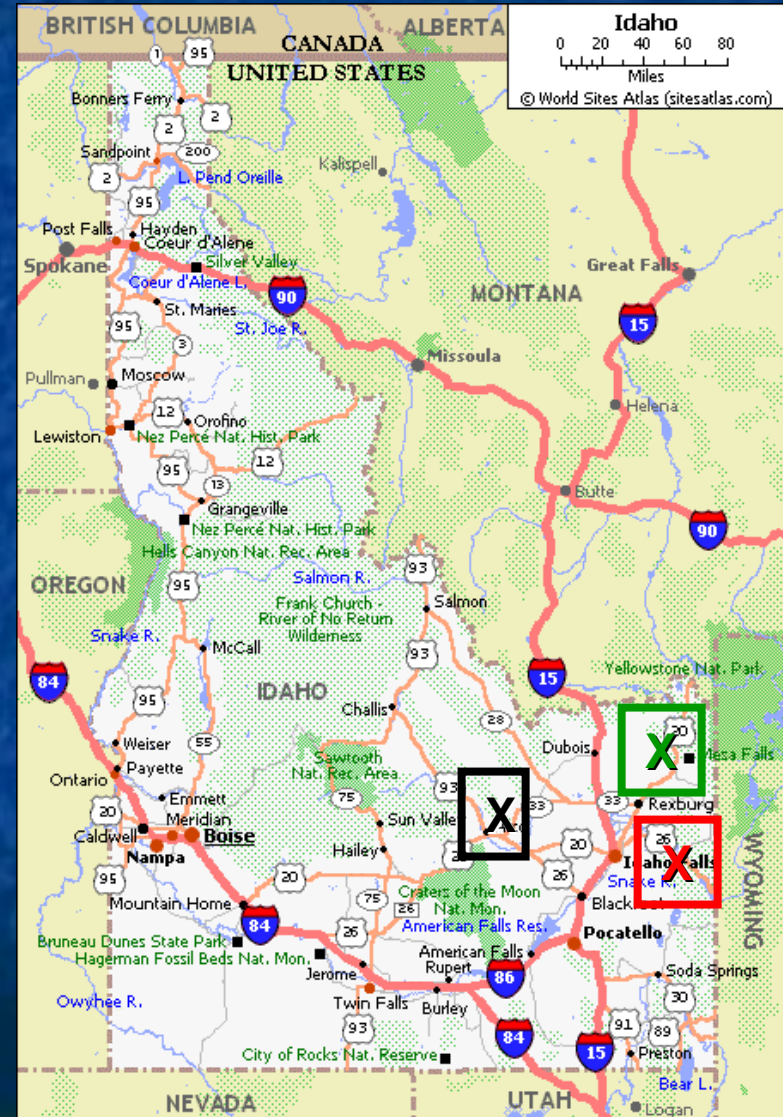 BRITISH COLUMBIA
ALBERTA
CANADA
UNITED STATES
Idaho
0 20 40 60 80
Miles
© World Sites Atlas (sitesatlas.com)
1
95
Bonners Ferry
2
2
Sandpoint
200
2
L. Pend Oreille
Kalispell
95
Post Falls
Hayden
Coeur d'Alene
Spokane
Silver Valley
Coeur d'Alene L.
90
Great Falls
MONTANA
St. Maries
St. Joe R.
15
95
3
Missoula
Pullman
Moscow
12
Orofino
Helena
Lewiston
Nez Percé Nat. Hist. Park
95
12
13
Butte
Grangeville
Nez Percé Nat. Hist. Park
90
Hells Canyon Nat. Rec. Area
93
OREGON
95
Salmon R.
Frank Church -
River of No Return
Wilderness
Salmon
Snake R.
McCall
93
Yellowstone Nat. Park
84
15
IDAHO
95
Challis
28
20
Weiser
55
Dubois
X
Mesa Falls
Payette
Sawtooth
Nat. Rec. Area
Ontario
93
Emmett
75
X
33
33
Rexburg
20
Meridian
Sun Valley
Caldwell
Boise
20
26
Nampa
Hailey
Idaho Falls
X
WYOMING
95
20
26
Snake R.
Mountain Home
75
26
Craters of the Moon
Nat. Mon.
84
26
American Falls Res.
Pocatello
Bruneau Dunes State Park
Hagerman Fossil Beds Nat. Mon.
American Falls
Rupert
86
Soda Springs
Jerome
Owyhee R.
Twin Falls
Burley
30
93
84
91
89
15
City of Rocks Nat. Reserve
Preston
Bear L.
NEVADA
UTAH
Logan